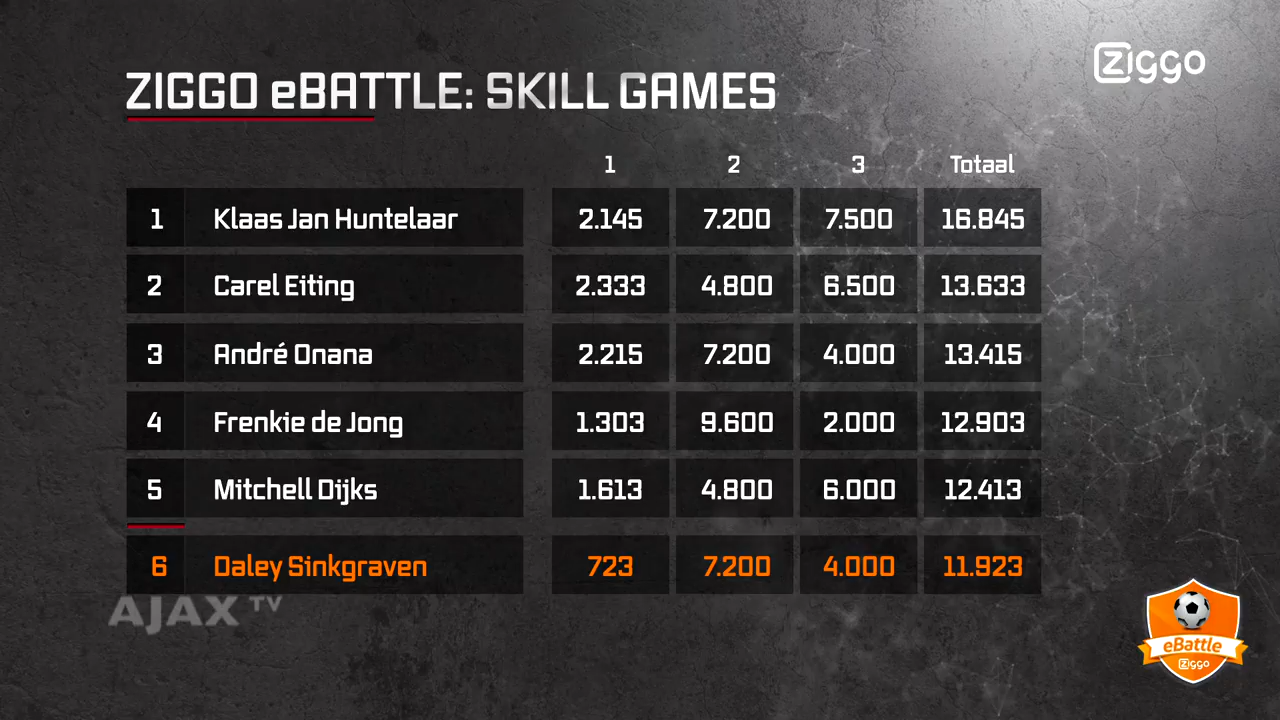 ziggo
ZIGGO eBATTLE: SKILL GAMES
1 2 3 Totaal
1 Klaas Jan Huntelaar 2.145 7.200 7.500 16.845
2 Carel Eiting 2.333 4.800 6.500 13.633
3 André Onana 2.215 7.200 4.000 13.415
4 Frenkie de Jong 1.303 9.600 2.000 12.903
5 Mitchell Dijks 1.613 4.800 6.000 12.413
6 Daley Sinkgraven 723 7.200 4.000 11.923
AJAX TV
eBattle
ziggo